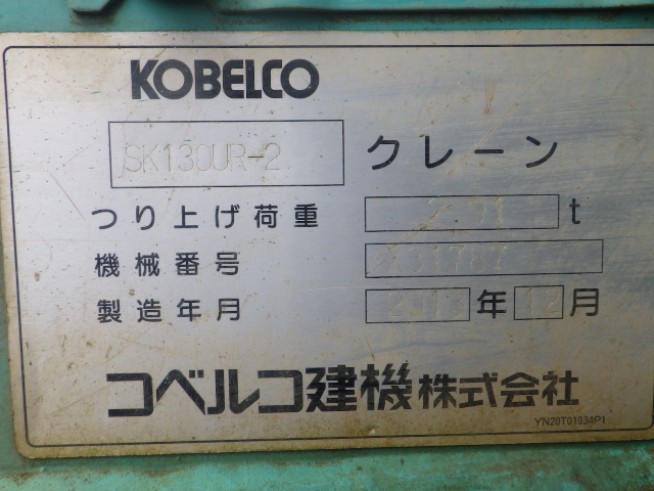 KOBELCO
SK130UR-2 クレーン
つり上げ荷重 t
機械番号
製造年月 年 12 月
コベルコ建機株式会社
YN20T01034P1